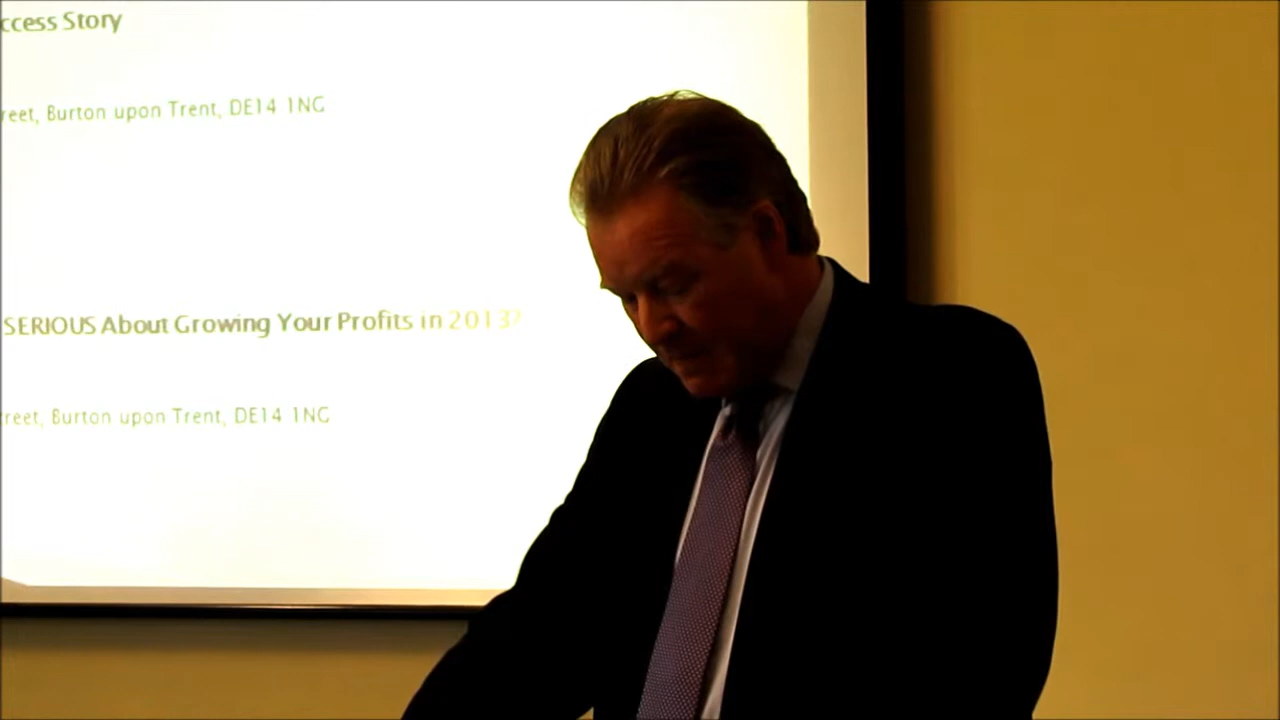 ccess Story
reet, Burton upon Trent, DE14 1NG
SERIOUS About Growing Your Profits in 2013?
treet, Burton upon Trent, DE14 1NG